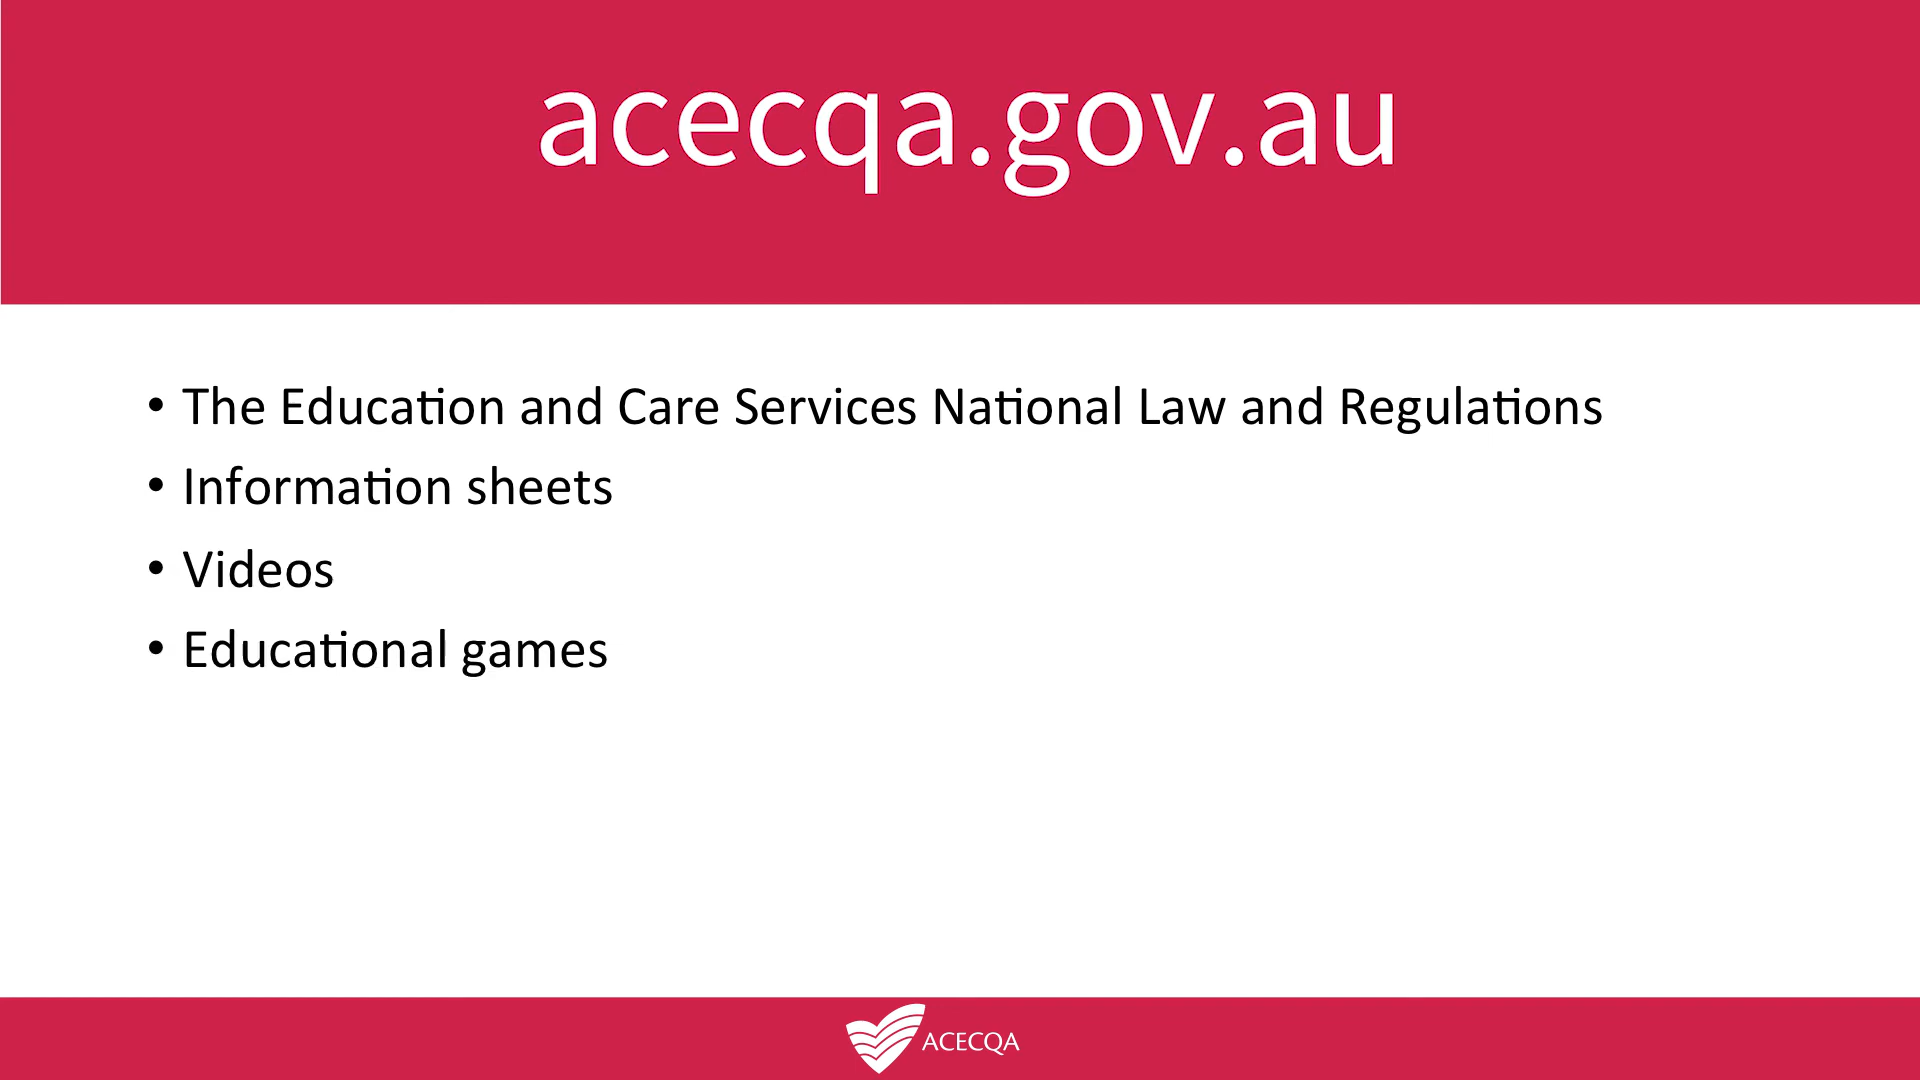 acecqa.gov.au
• The Education and Care Services National Law and Regulations
• Information sheets
• Videos
• Educational games
ACECQA